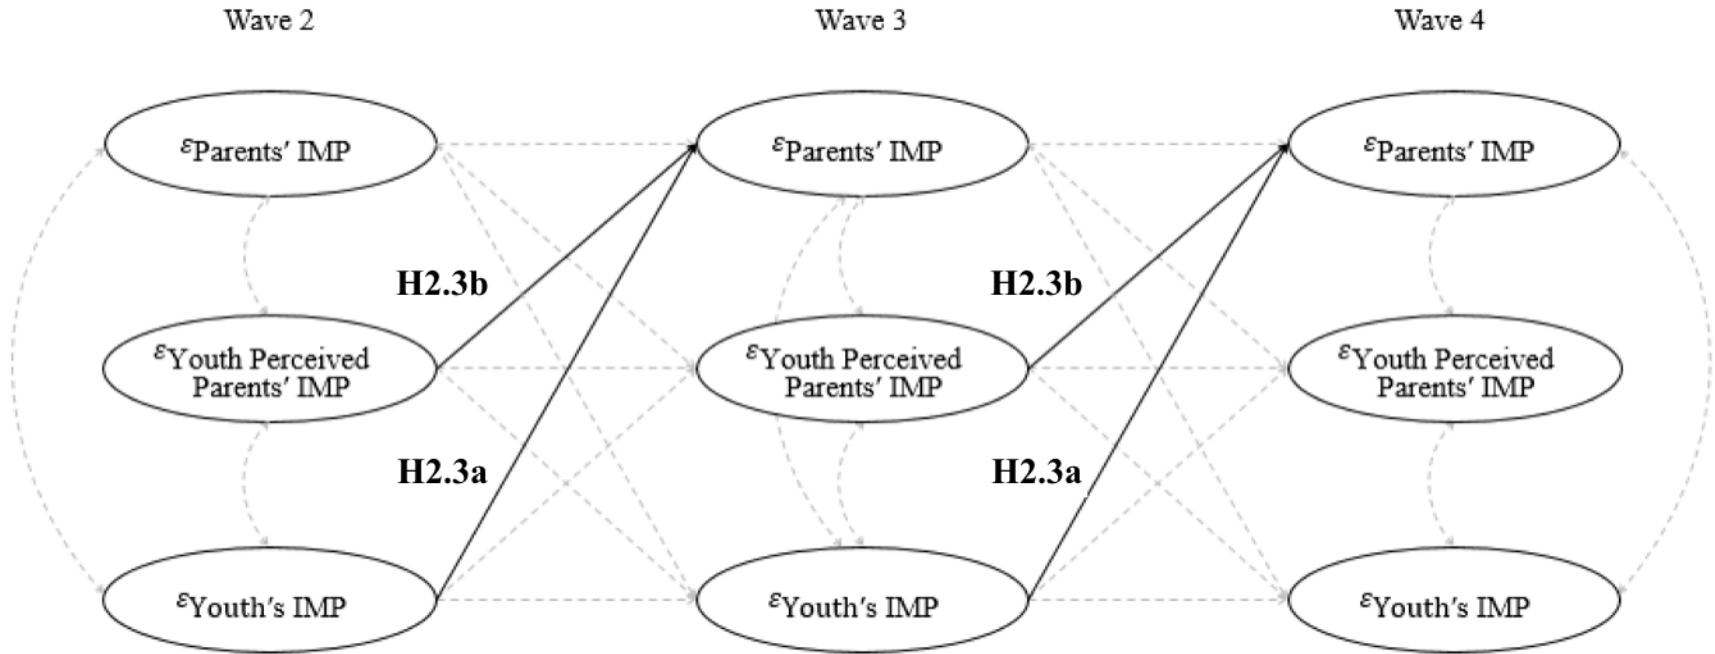 Wave 2
Wave 3
Wave 4
εParents′ IMP
εParents′ IMP
εParents′ IMP
H2.3b
H2.3b
εYouth Perceived
Parents′ IMP
εYouth Perceived
Parents′ IMP
εYouth Perceived
Parents′ IMP
H2.3a
H2.3a
εYouth′s IMP
εYouth′s IMP
εYouth′s IMP